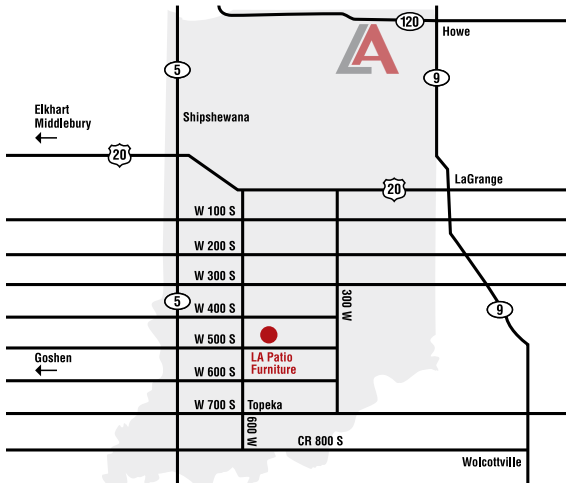 120
Howe
LA
5
9
Elkhart
Middlebury
Shipshewana
20
20
LaGrange
W 100 S
W 200 S
W 300 S
300 W
5
W 400 S
9
W 500 S
LA Patio
Furniture
Goshen
W 600 S
W 700 S
Topeka
600 W
CR 800 S
Wolcottville